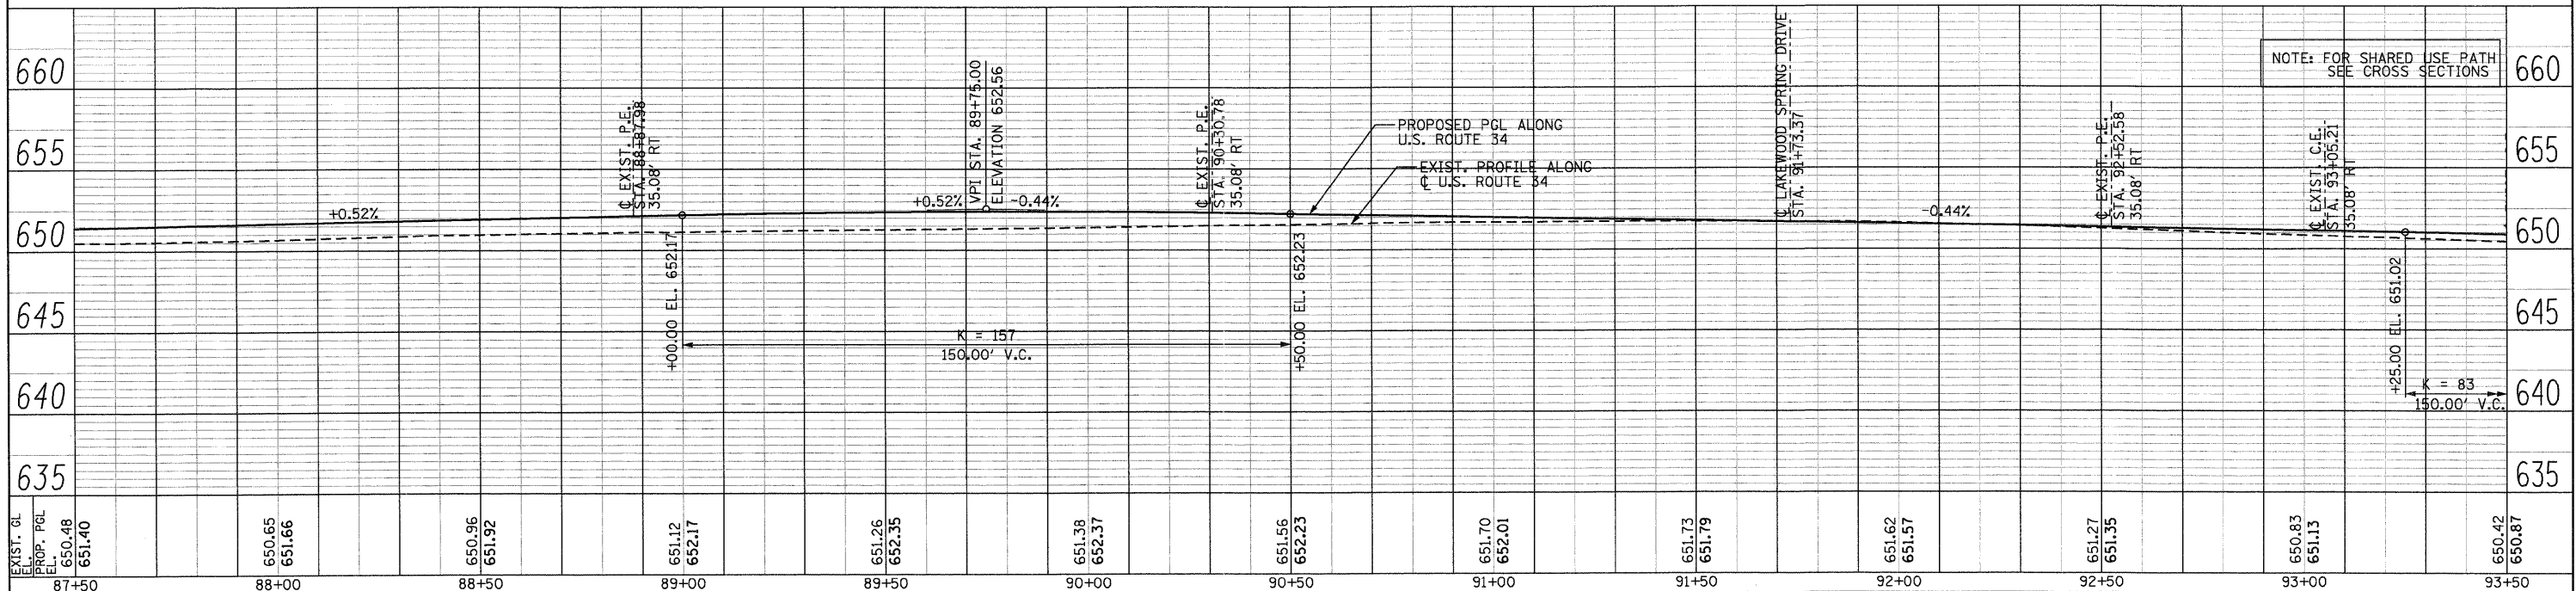 660
655
650
645
640
635
660
655
650
645
640
635
NOTE: FOR SHARED USE PATH
SEE CROSS SECTIONS
+0.52%
℄ EXIST. P.E.
STA. 88+87.98
35.08' RT
+00.00 EL. 652.17
+0.52%
VPI STA. 89+75.00
ELEVATION 652.56
-0.44%
K = 157
150.00' V.C.
℄ EXIST. P.E.
STA. 90+30.78
35.08' RT
+50.00 EL. 652.23
PROPOSED PGL ALONG
U.S. ROUTE 34
EXIST. PROFILE ALONG
℄ U.S. ROUTE 34
℄ LAKEWOOD SPRING DRIVE
STA. 91+73.37
-0.44%
℄ EXIST. P.E.
STA. 92+52.58
35.08' RT
℄ EXIST. C.E.
STA. 93+05.21
35.08' RT
+25.00 EL. 651.02
K = 83
150.00' V.C.
EXIST. GL
EL.
PROP. PGL
EL.
650.48
651.40
650.65
651.66
650.96
651.92
651.12
652.17
651.26
652.35
651.38
652.37
651.56
652.23
651.70
652.01
651.73
651.79
651.62
651.57
651.27
651.35
650.83
651.13
650.42
650.87
87+50
88+00
88+50
89+00
89+50
90+00
90+50
91+00
91+50
92+00
92+50
93+00
93+50